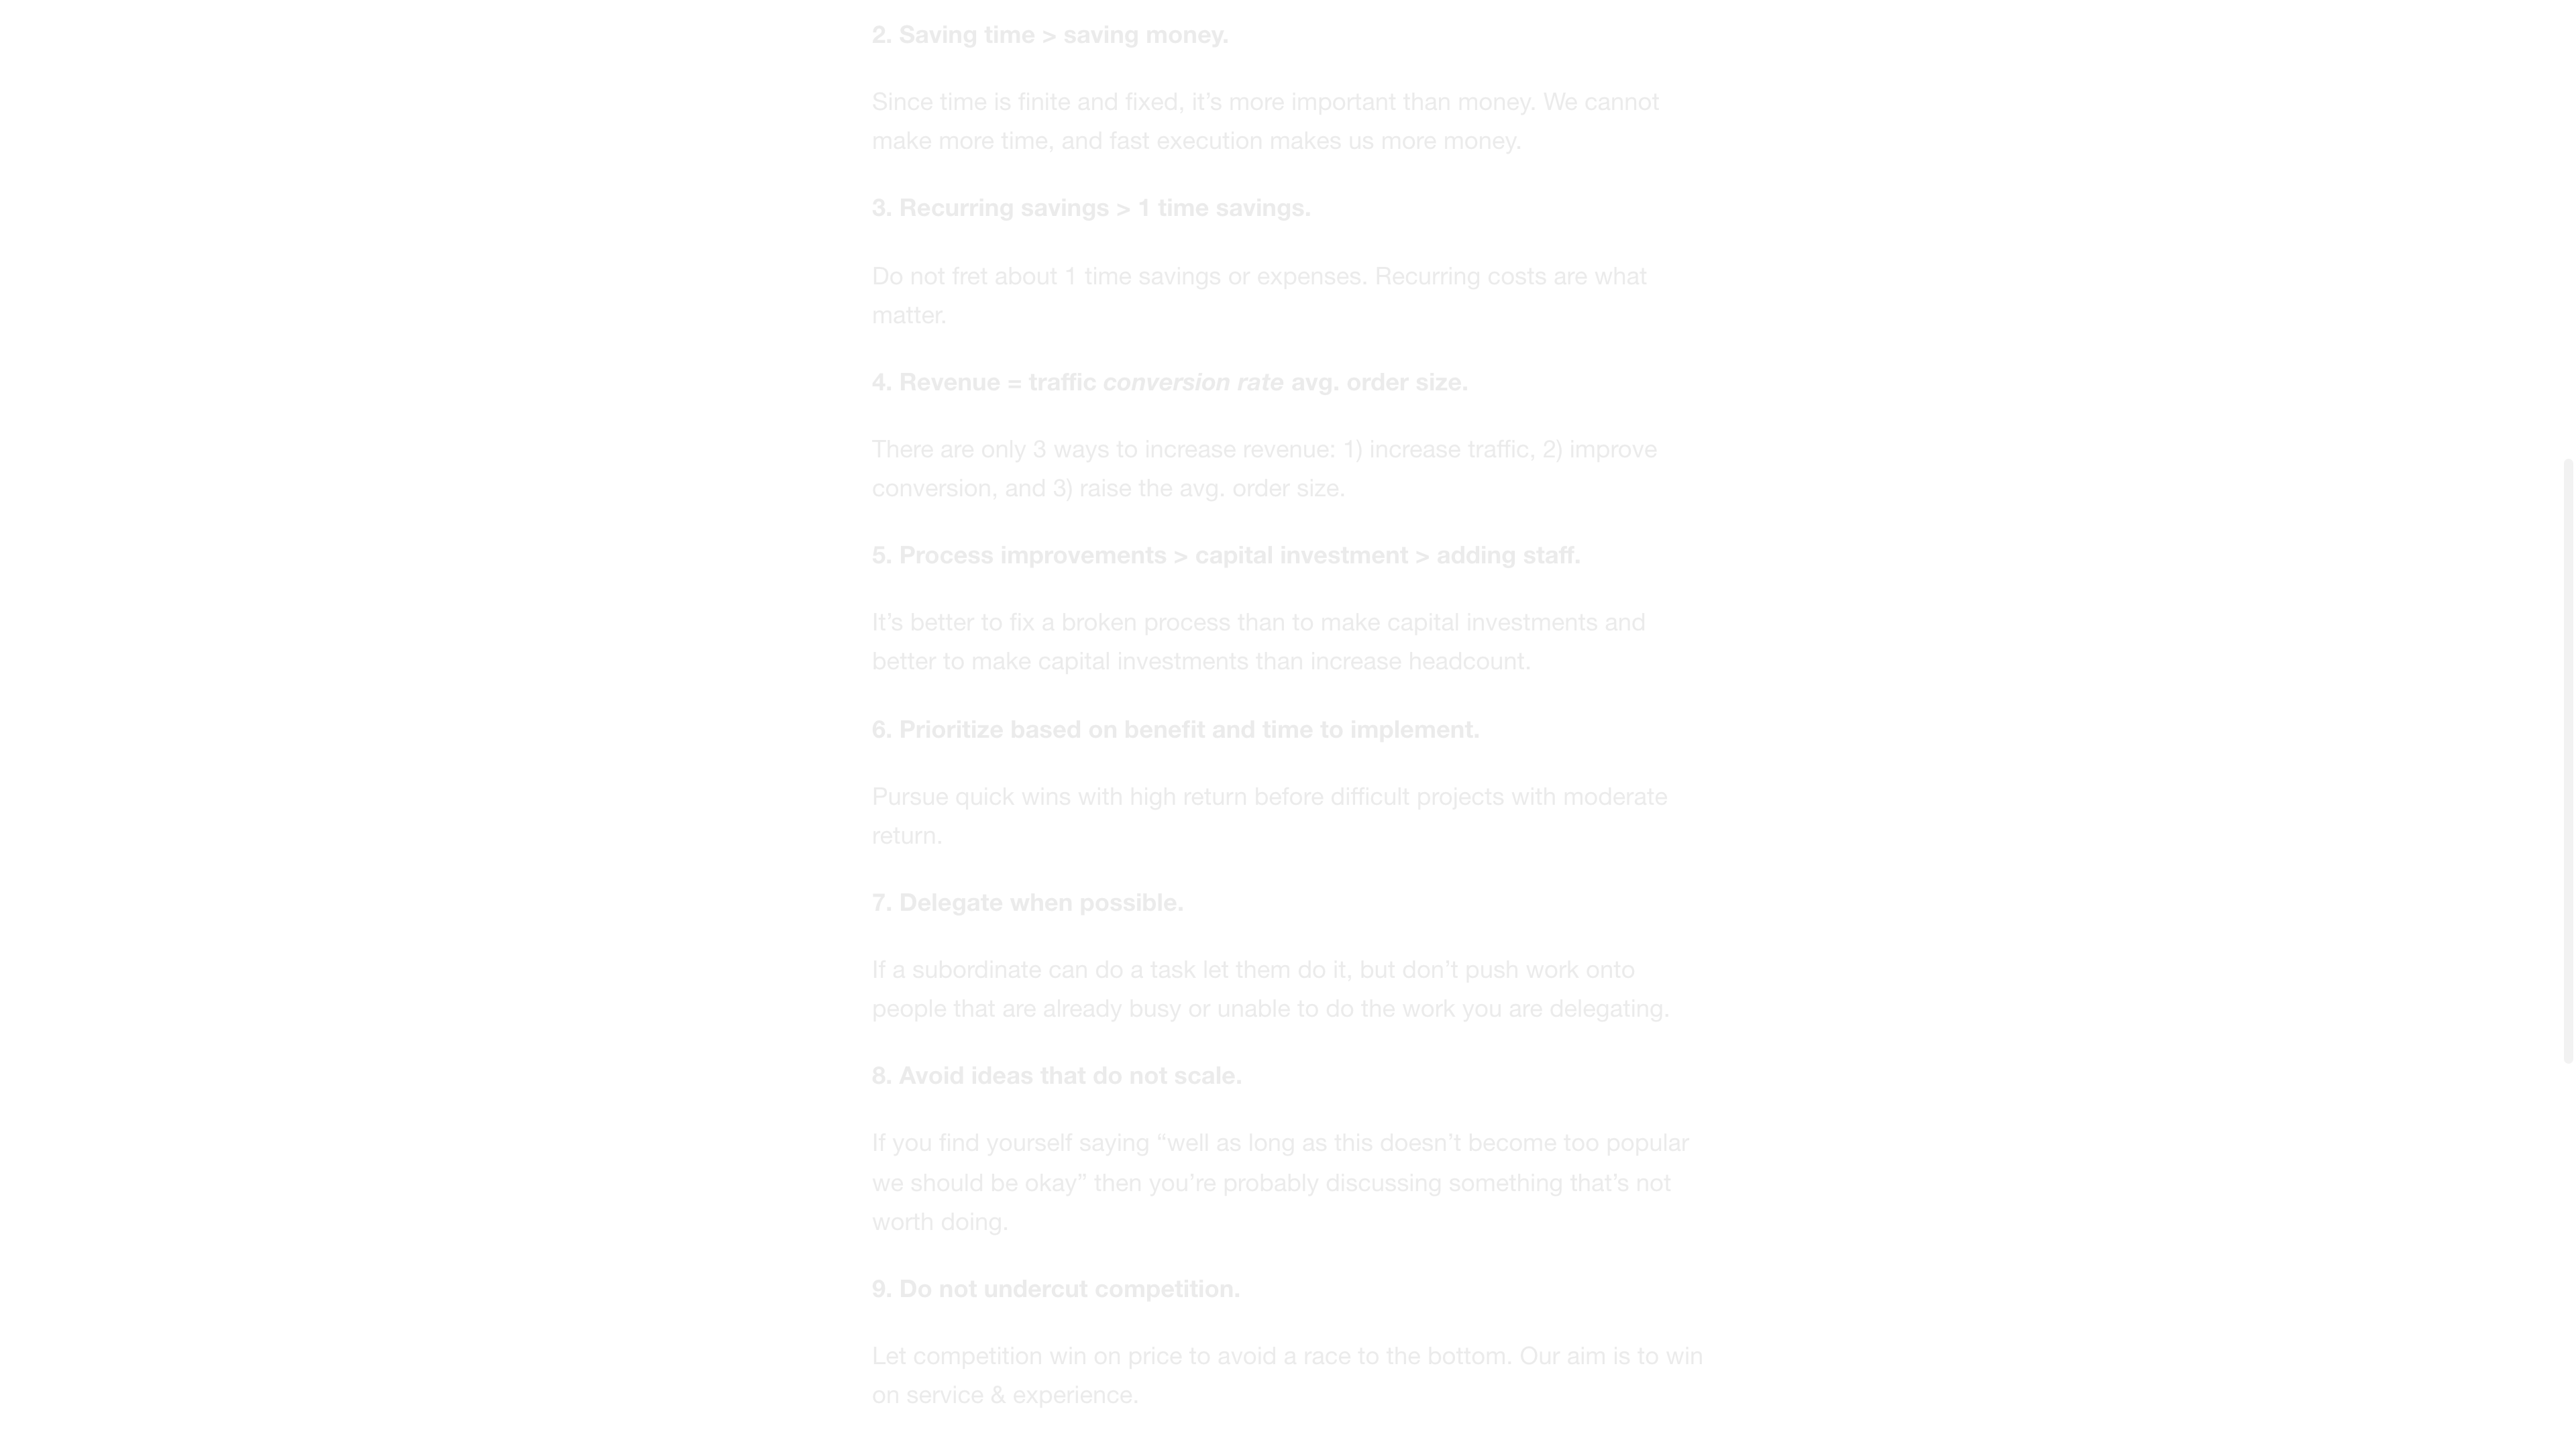 2. Saving time > saving money.
Since time is finite and fixed, it’s more important than money. We cannot
make more time, and fast execution makes us more money.
3. Recurring savings > 1 time savings.
Do not fret about 1 time savings or expenses. Recurring costs are what
matter.
4. Revenue = traffic conversion rate avg. order size.
There are only 3 ways to increase revenue: 1) increase traffic, 2) improve
conversion, and 3) raise the avg. order size.
5. Process improvements > capital investment > adding staff.
It’s better to fix a broken process than to make capital investments and
better to make capital investments than increase headcount.
6. Prioritize based on benefit and time to implement.
Pursue quick wins with high return before difficult projects with moderate
return.
7. Delegate when possible.
If a subordinate can do a task let them do it, but don’t push work onto
people that are already busy or unable to do the work you are delegating.
8. Avoid ideas that do not scale.
If you find yourself saying “well as long as this doesn’t become too popular
we should be okay” then you’re probably discussing something that’s not
worth doing.
9. Do not undercut competition.
Let competition win on price to avoid a race to the bottom. Our aim is to win
on service & experience.